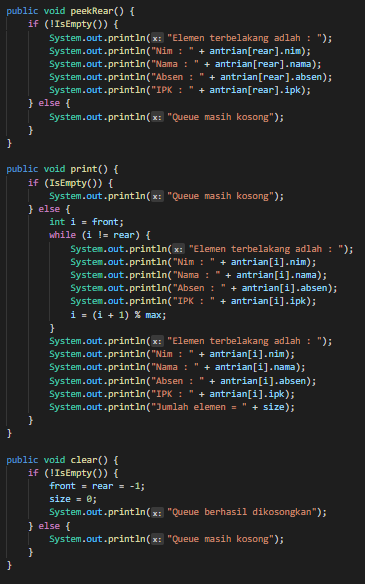 public void peekRear() {
    if (!IsEmpty()) {
        System.out.println(x: "Elemen terbelakang adlah : ");
        System.out.println("Nim : " + antrian[rear].nim);
        System.out.println("Nama : " + antrian[rear].nama);
        System.out.println("Absen : " + antrian[rear].absen);
        System.out.println("IPK : " + antrian[rear].ipk);
    } else {
        System.out.println(x: "Queue masih kosong");
    }
}
public void print() {
    if (IsEmpty()) {
        System.out.println(x: "Queue masih kosong");
    } else {
        int i = front;
        while (i != rear) {
            System.out.println(x: "Elemen terbelakang adlah : ");
            System.out.println("Nim : " + antrian[i].nim);
            System.out.println("Nama : " + antrian[i].nama);
            System.out.println("Absen : " + antrian[i].absen);
            System.out.println("IPK : " + antrian[i].ipk);
            i = (i + 1) % max;
        }
        System.out.println(x: "Elemen terbelakang adlah : ");
        System.out.println("Nim : " + antrian[i].nim);
        System.out.println("Nama : " + antrian[i].nama);
        System.out.println("Absen : " + antrian[i].absen);
        System.out.println("IPK : " + antrian[i].ipk);
        System.out.println("Jumlah elemen = " + size);
    }
}
public void clear() {
    if (!IsEmpty()) {
        front = rear = -1;
        size = 0;
        System.out.println(x: "Queue berhasil dikosongkan");
    } else {
        System.out.println(x: "Queue masih kosong");
    }
}